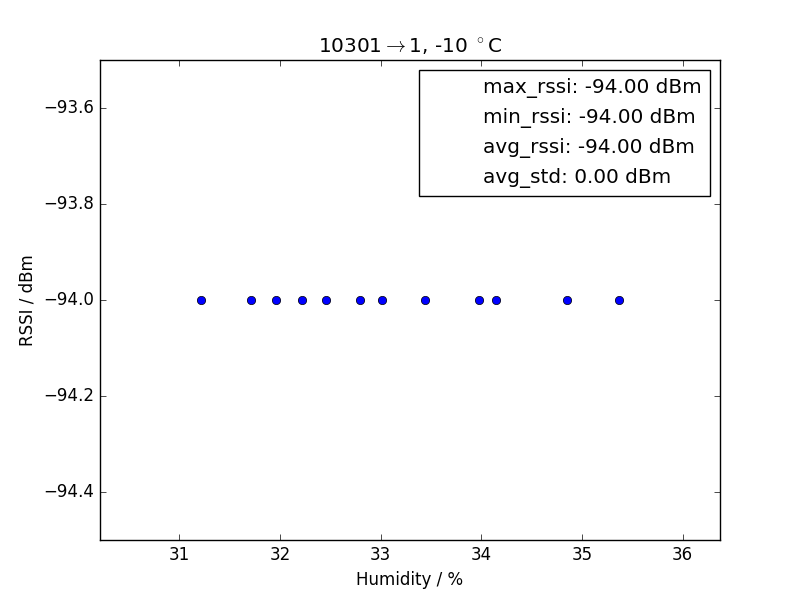 10301→1, -10 °C
max_rssi: -94.00 dBm
min_rssi: -94.00 dBm
avg_rssi: -94.00 dBm
avg_std: 0.00 dBm
RSSI / dBm
−93.6
−93.8
−94.0
−94.2
−94.4
31 32 33 34 35 36
Humidity / %